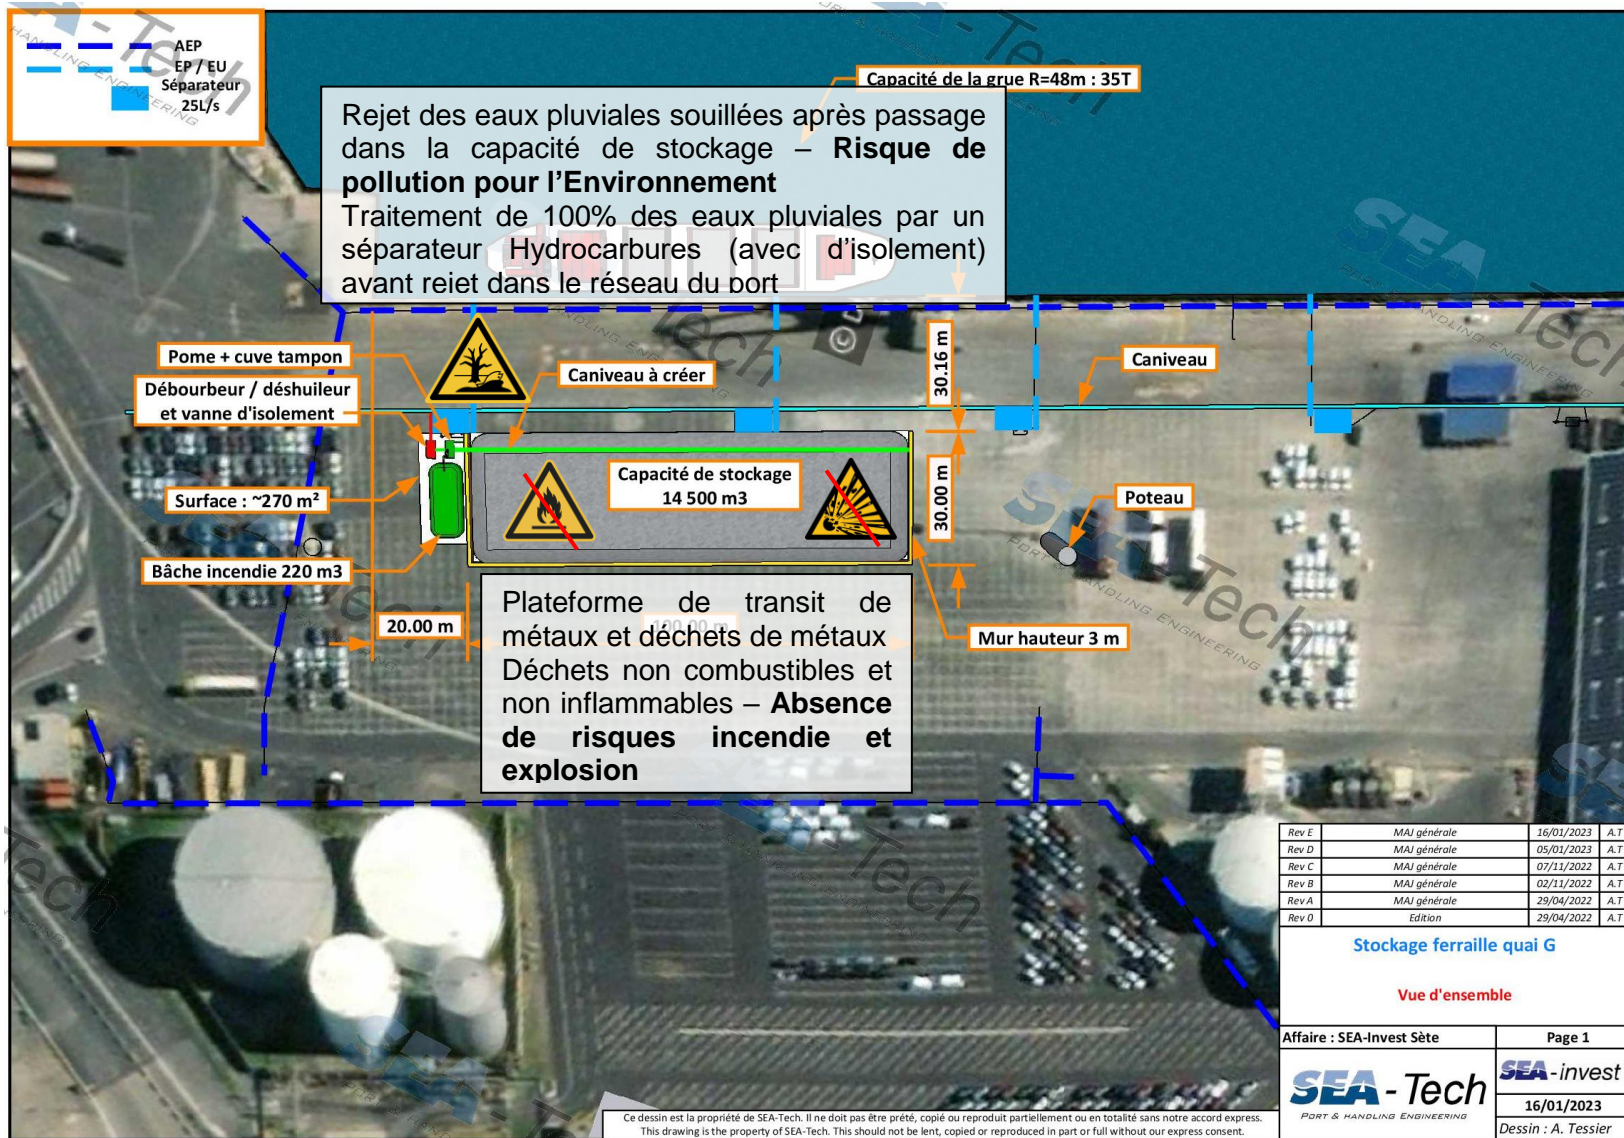 AEP
EP / EU
Séparateur
25L/s
Capacité de la grue R=48m : 35T
Rejet des eaux pluviales souillées après passage
dans la capacité de stockage – Risque de
pollution pour l'Environnement
Traitement de 100% des eaux pluviales par un
séparateur Hydrocarbures (avec d'isolement)
avant rejet dans le réseau du port
Pome + cuve tampon
Débourbeur / déshuileur
et vanne d'isolement
Caniveau à créer
30.16 m
Caniveau
Surface : ~270 m²
Capacité de stockage
14 500 m3
30.00 m
Poteau
Bâche incendie 220 m3
20.00 m
100.00 m
Mur hauteur 3 m
Plateforme de transit de
métaux et déchets de métaux
Déchets non combustibles et
non inflammables – Absence
de risques incendie et
explosion
Rev E MAJ générale 16/01/2023 A.T
Rev D MAJ générale 05/01/2023 A.T
Rev C MAJ générale 07/11/2022 A.T
Rev B MAJ générale 02/11/2022 A.T
Rev A MAJ générale 29/04/2022 A.T
Rev 0 Edition 29/04/2022 A.T
Stockage ferraille quai G
Vue d'ensemble
Affaire : SEA-Invest Sète
Page 1
SEA-Tech
PORT & HANDLING ENGINEERING
SEA-invest
16/01/2023
Dessin : A. Tessier
Ce dessin est la propriété de SEA-Tech. Il ne doit pas être prété, copié ou reproduit partiellement ou en totalité sans notre accord express.
This drawing is the property of SEA-Tech. This should not be lent, copied or reproduced in part or full without our express consent.